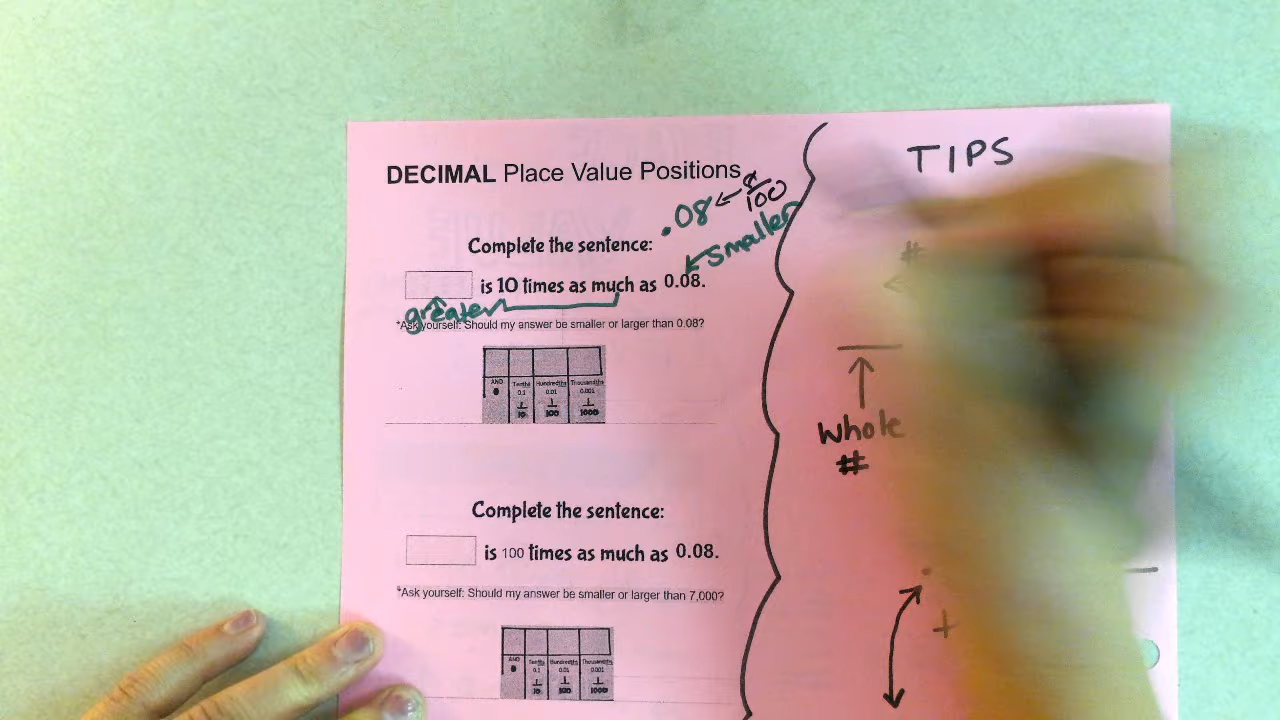 DECIMAL Place Value Positions
.08 ← 8/100
smaller
Complete the sentence:
is 10 times as much as 0.08.
greater
*Ask yourself: Should my answer be smaller or larger than 0.08?
AND Tenths Hundredths Thousandths
0.1 0.01 0.001
1/10 1/100 1/1000
Complete the sentence:
is 100 times as much as 0.08.
*Ask yourself: Should my answer be smaller or larger than 7,000?
AND Tenths Hundredths Thousandths
0.1 0.01 0.001
1/10 1/100 1/1000
TIPS
#
<
whole
#
+